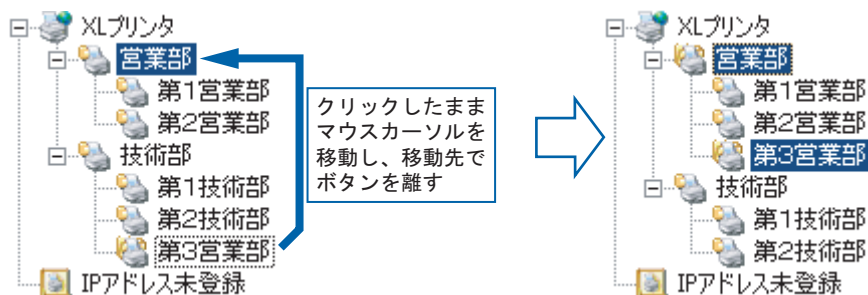 XLプリンタ
営業部
第1営業部
第2営業部
技術部
第1技術部
第2技術部
第3営業部
IPアドレス未登録
クリックしたまま
マウスカーソルを
移動し、移動先で
ボタンを離す
XLプリンタ
営業部
第1営業部
第2営業部
第3営業部
技術部
第1技術部
第2技術部
IPアドレス未登録